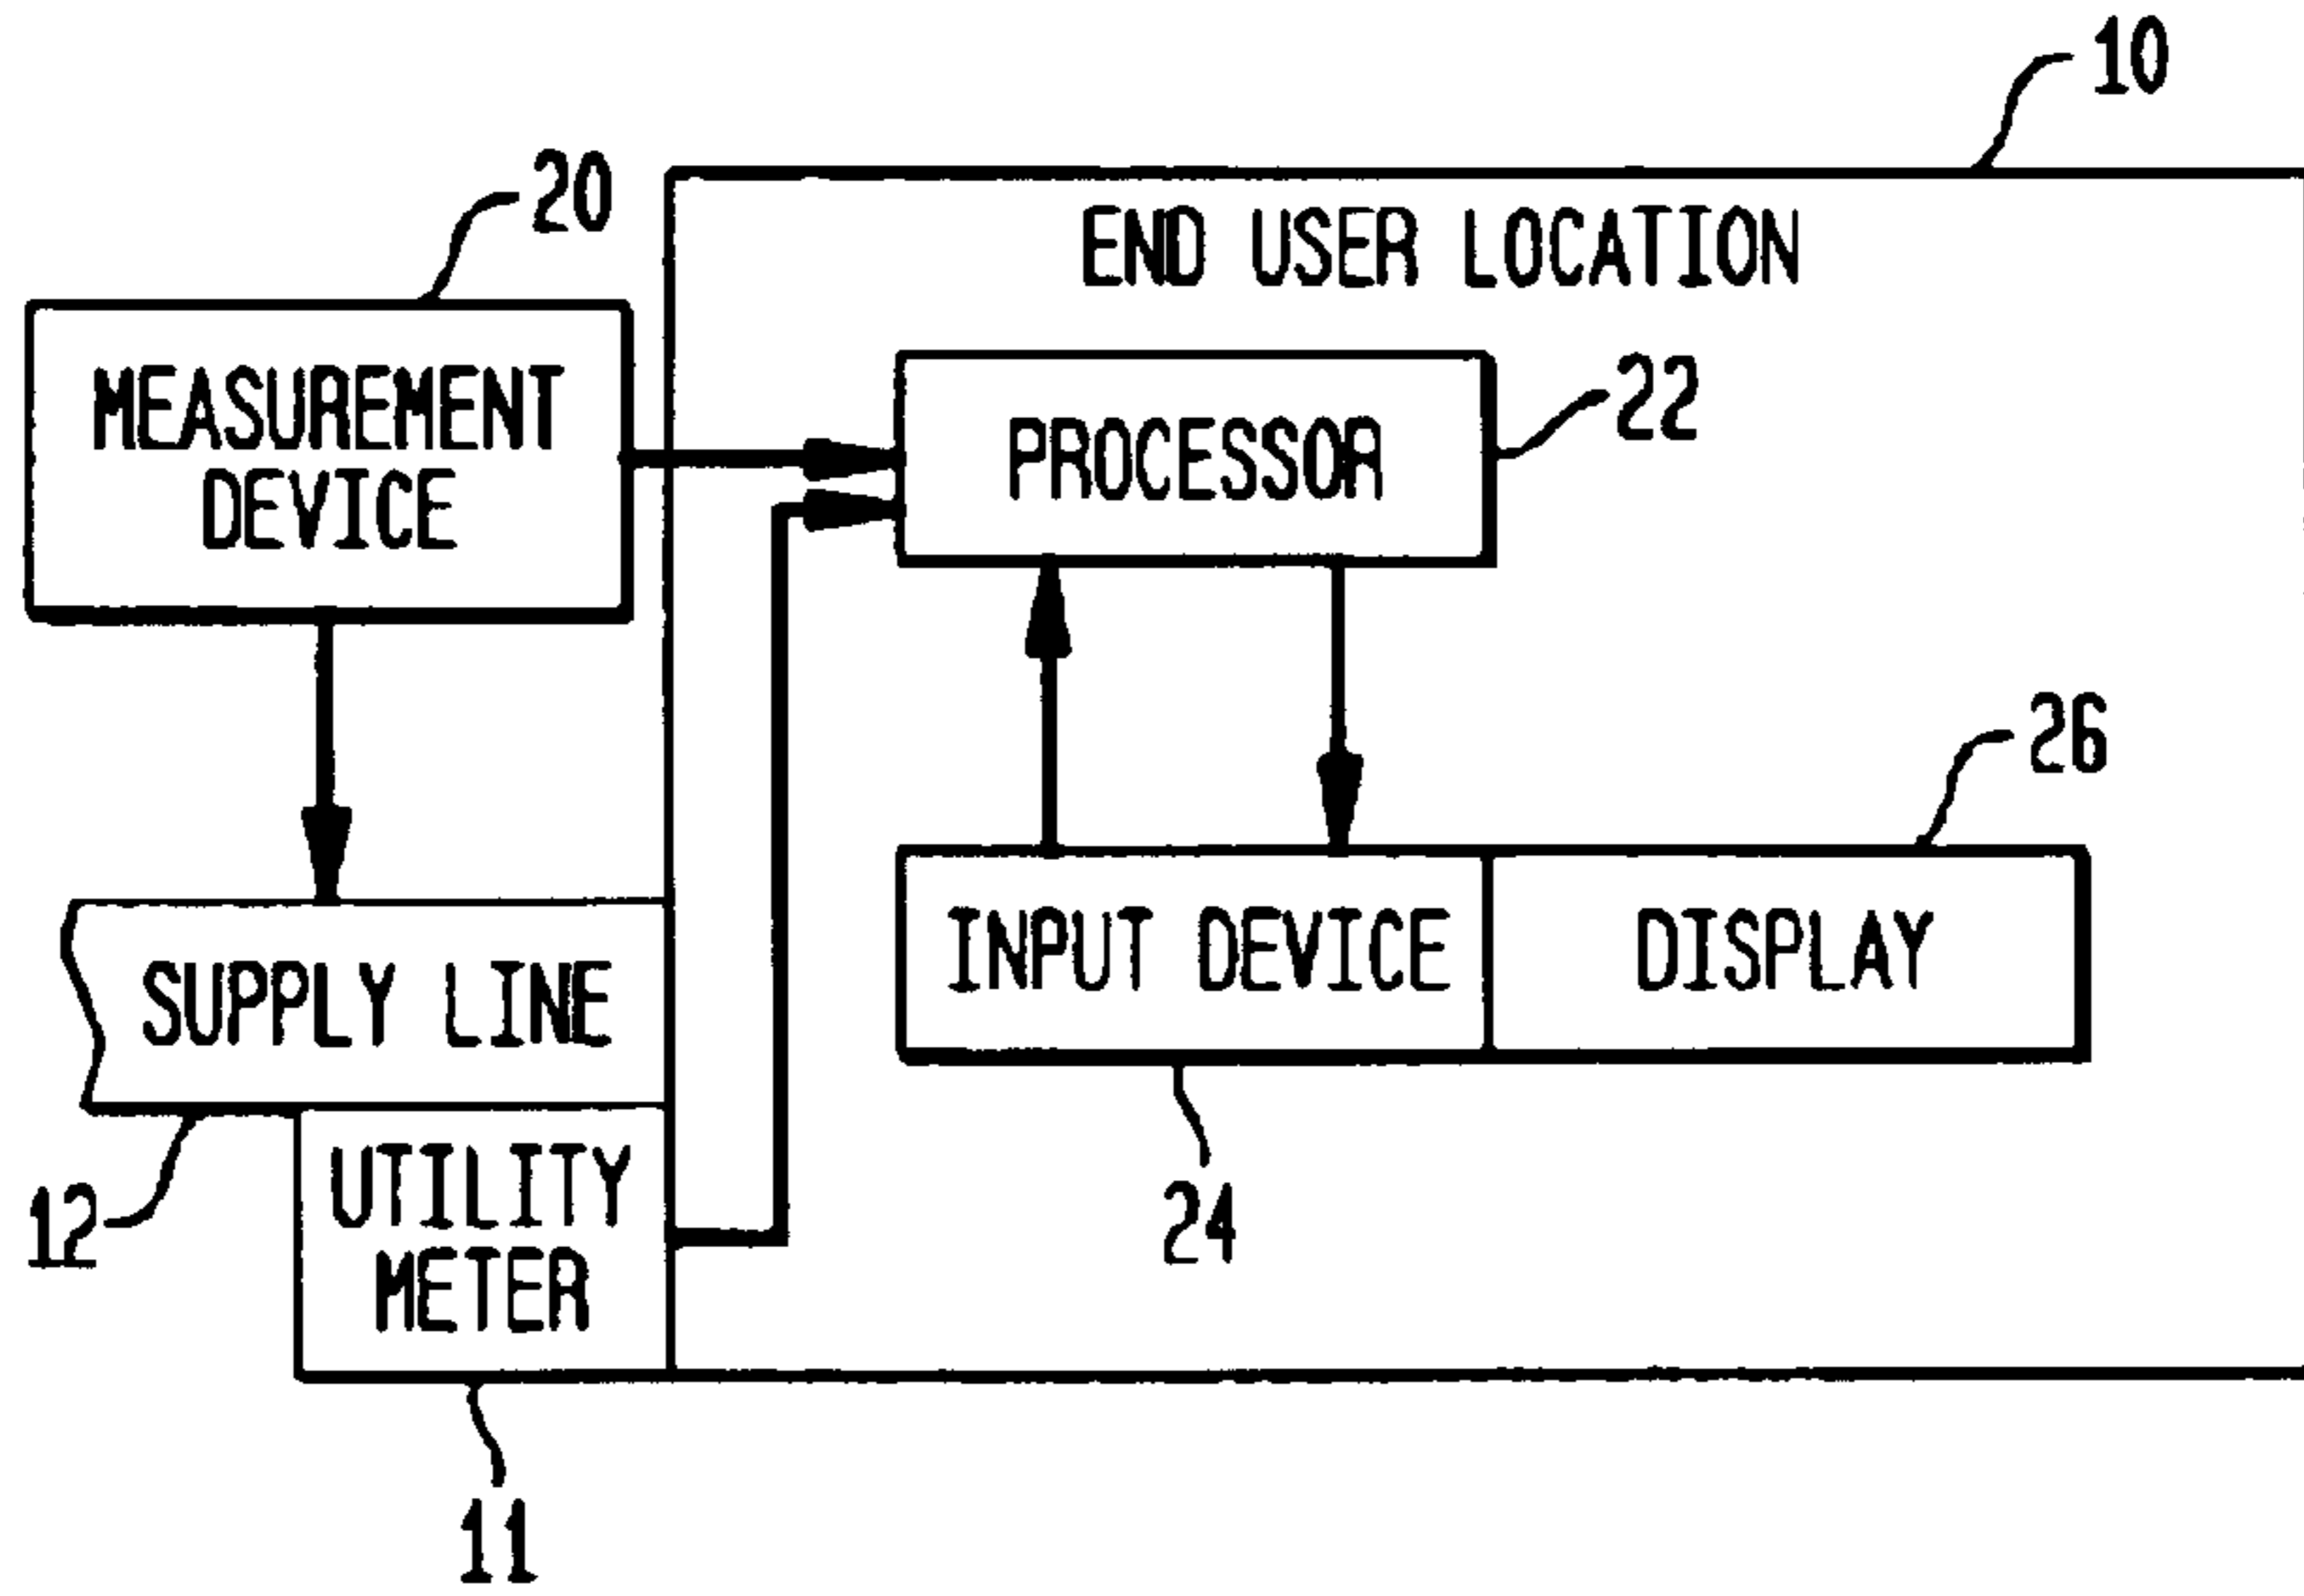 10
20
END USER LOCATION
MEASUREMENT
DEVICE
PROCESSOR
22
26
INPUT DEVICE
DISPLAY
SUPPLY LINE
UTILITY
METER
12
24
11